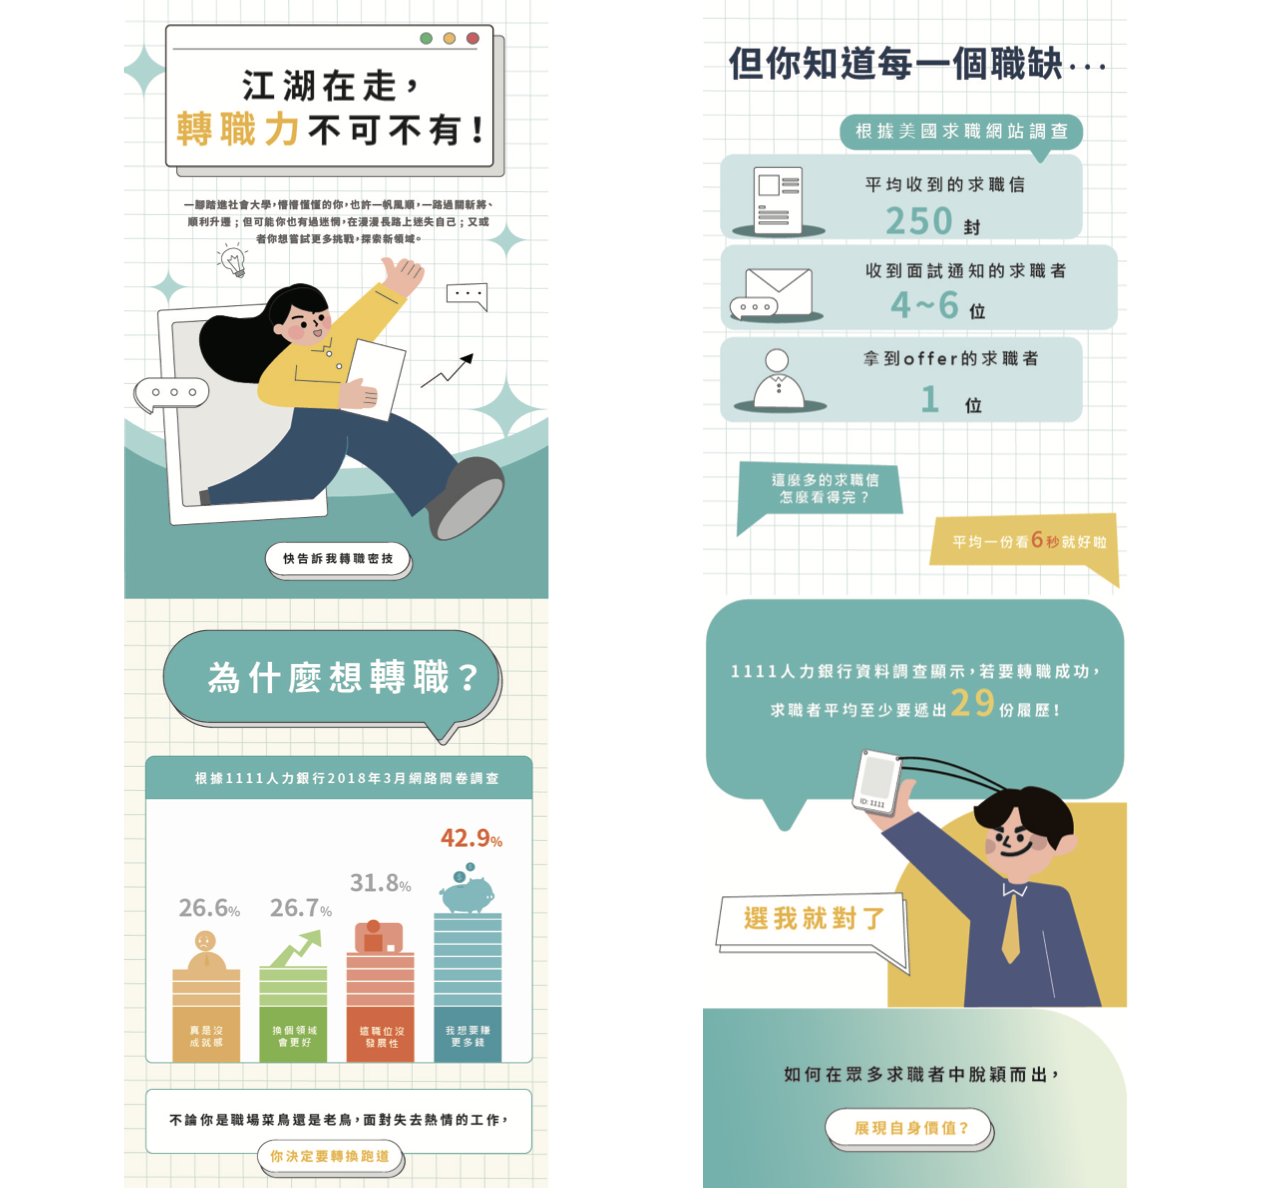 江湖在走，
轉職力不可不有！
一腳踏進社會大學，懵懵懂懂的你，也許一帆風順，一路過關斬將、
順利升遷；但可能你也有過迷惘，在漫漫長路上迷失自己；又或
者你想嘗試更多挑戰，探索新領域。
快告訴我轉職密技
為什麼想轉職？
根據1111人力銀行2018年3月網路問卷調查
42.9%
31.8%
26.6%
26.7%
真是沒
成就感
換個領域
會更好
這職位沒
發展性
我想要賺
更多錢
不論你是職場菜鳥還是老鳥，面對失去熱情的工作，
你決定要轉換跑道
但你知道每一個職缺···
根據美國求職網站調查
平均收到的求職信
250 封
收到面試通知的求職者
4~6 位
拿到offer的求職者
1 位
這麼多的求職信
怎麼看得完？
平均一份看6秒就好啦
1111人力銀行資料調查顯示，若要轉職成功，
求職者平均至少要遞出29份履歷！
ID: 1111
選我就對了
如何在眾多求職者中脫穎而出，
展現自身價值？